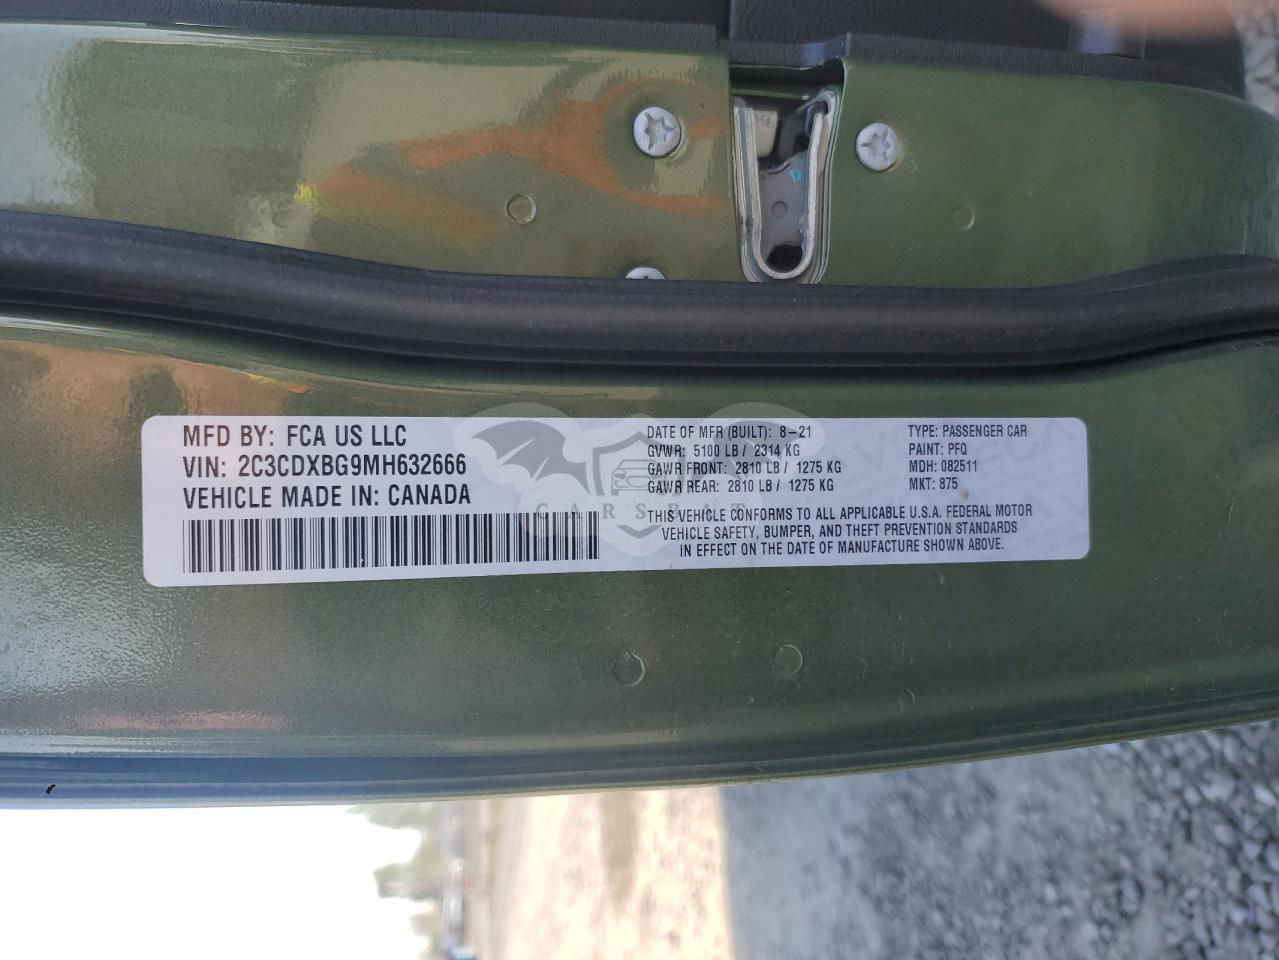 MFD BY: FCA US LLC
VIN: 2C3CDXBG9MH632666
VEHICLE MADE IN: CANADA
DATE OF MFR (BUILT): 8-21
GVWR: 5100 LB / 2314 KG
GAWR FRONT: 2810 LB / 1275 KG
GAWR REAR: 2810 LB / 1275 KG
TYPE: PASSENGER CAR
PAINT: PFQ
MDH: 082511
MKT: 875
THIS VEHICLE CONFORMS TO ALL APPLICABLE U.S.A. FEDERAL MOTOR
VEHICLE SAFETY, BUMPER, AND THEFT PREVENTION STANDARDS
IN EFFECT ON THE DATE OF MANUFACTURE SHOWN ABOVE.
CARSBAT